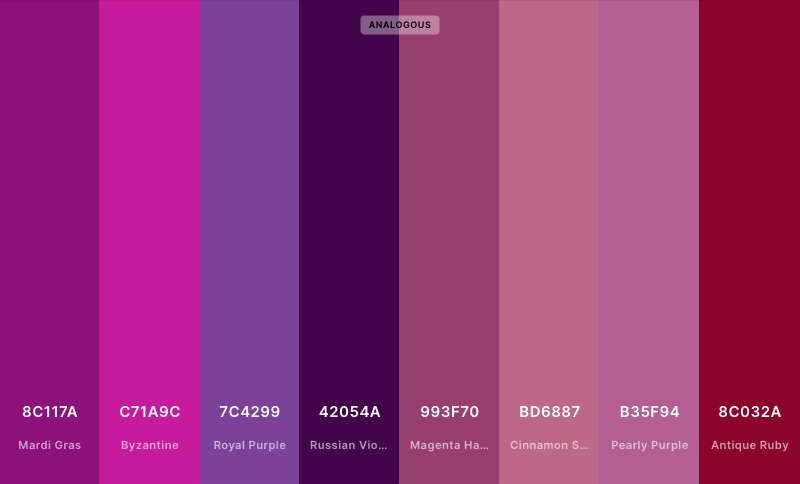 ANALOGOUS
8C117A C71A9C 7C4299 42054A 993F70 BD6887 B35F94 8C032A
Mardi Gras Byzantine Royal Purple Russian Vio... Magenta Ha... Cinnamon S... Pearly Purple Antique Ruby